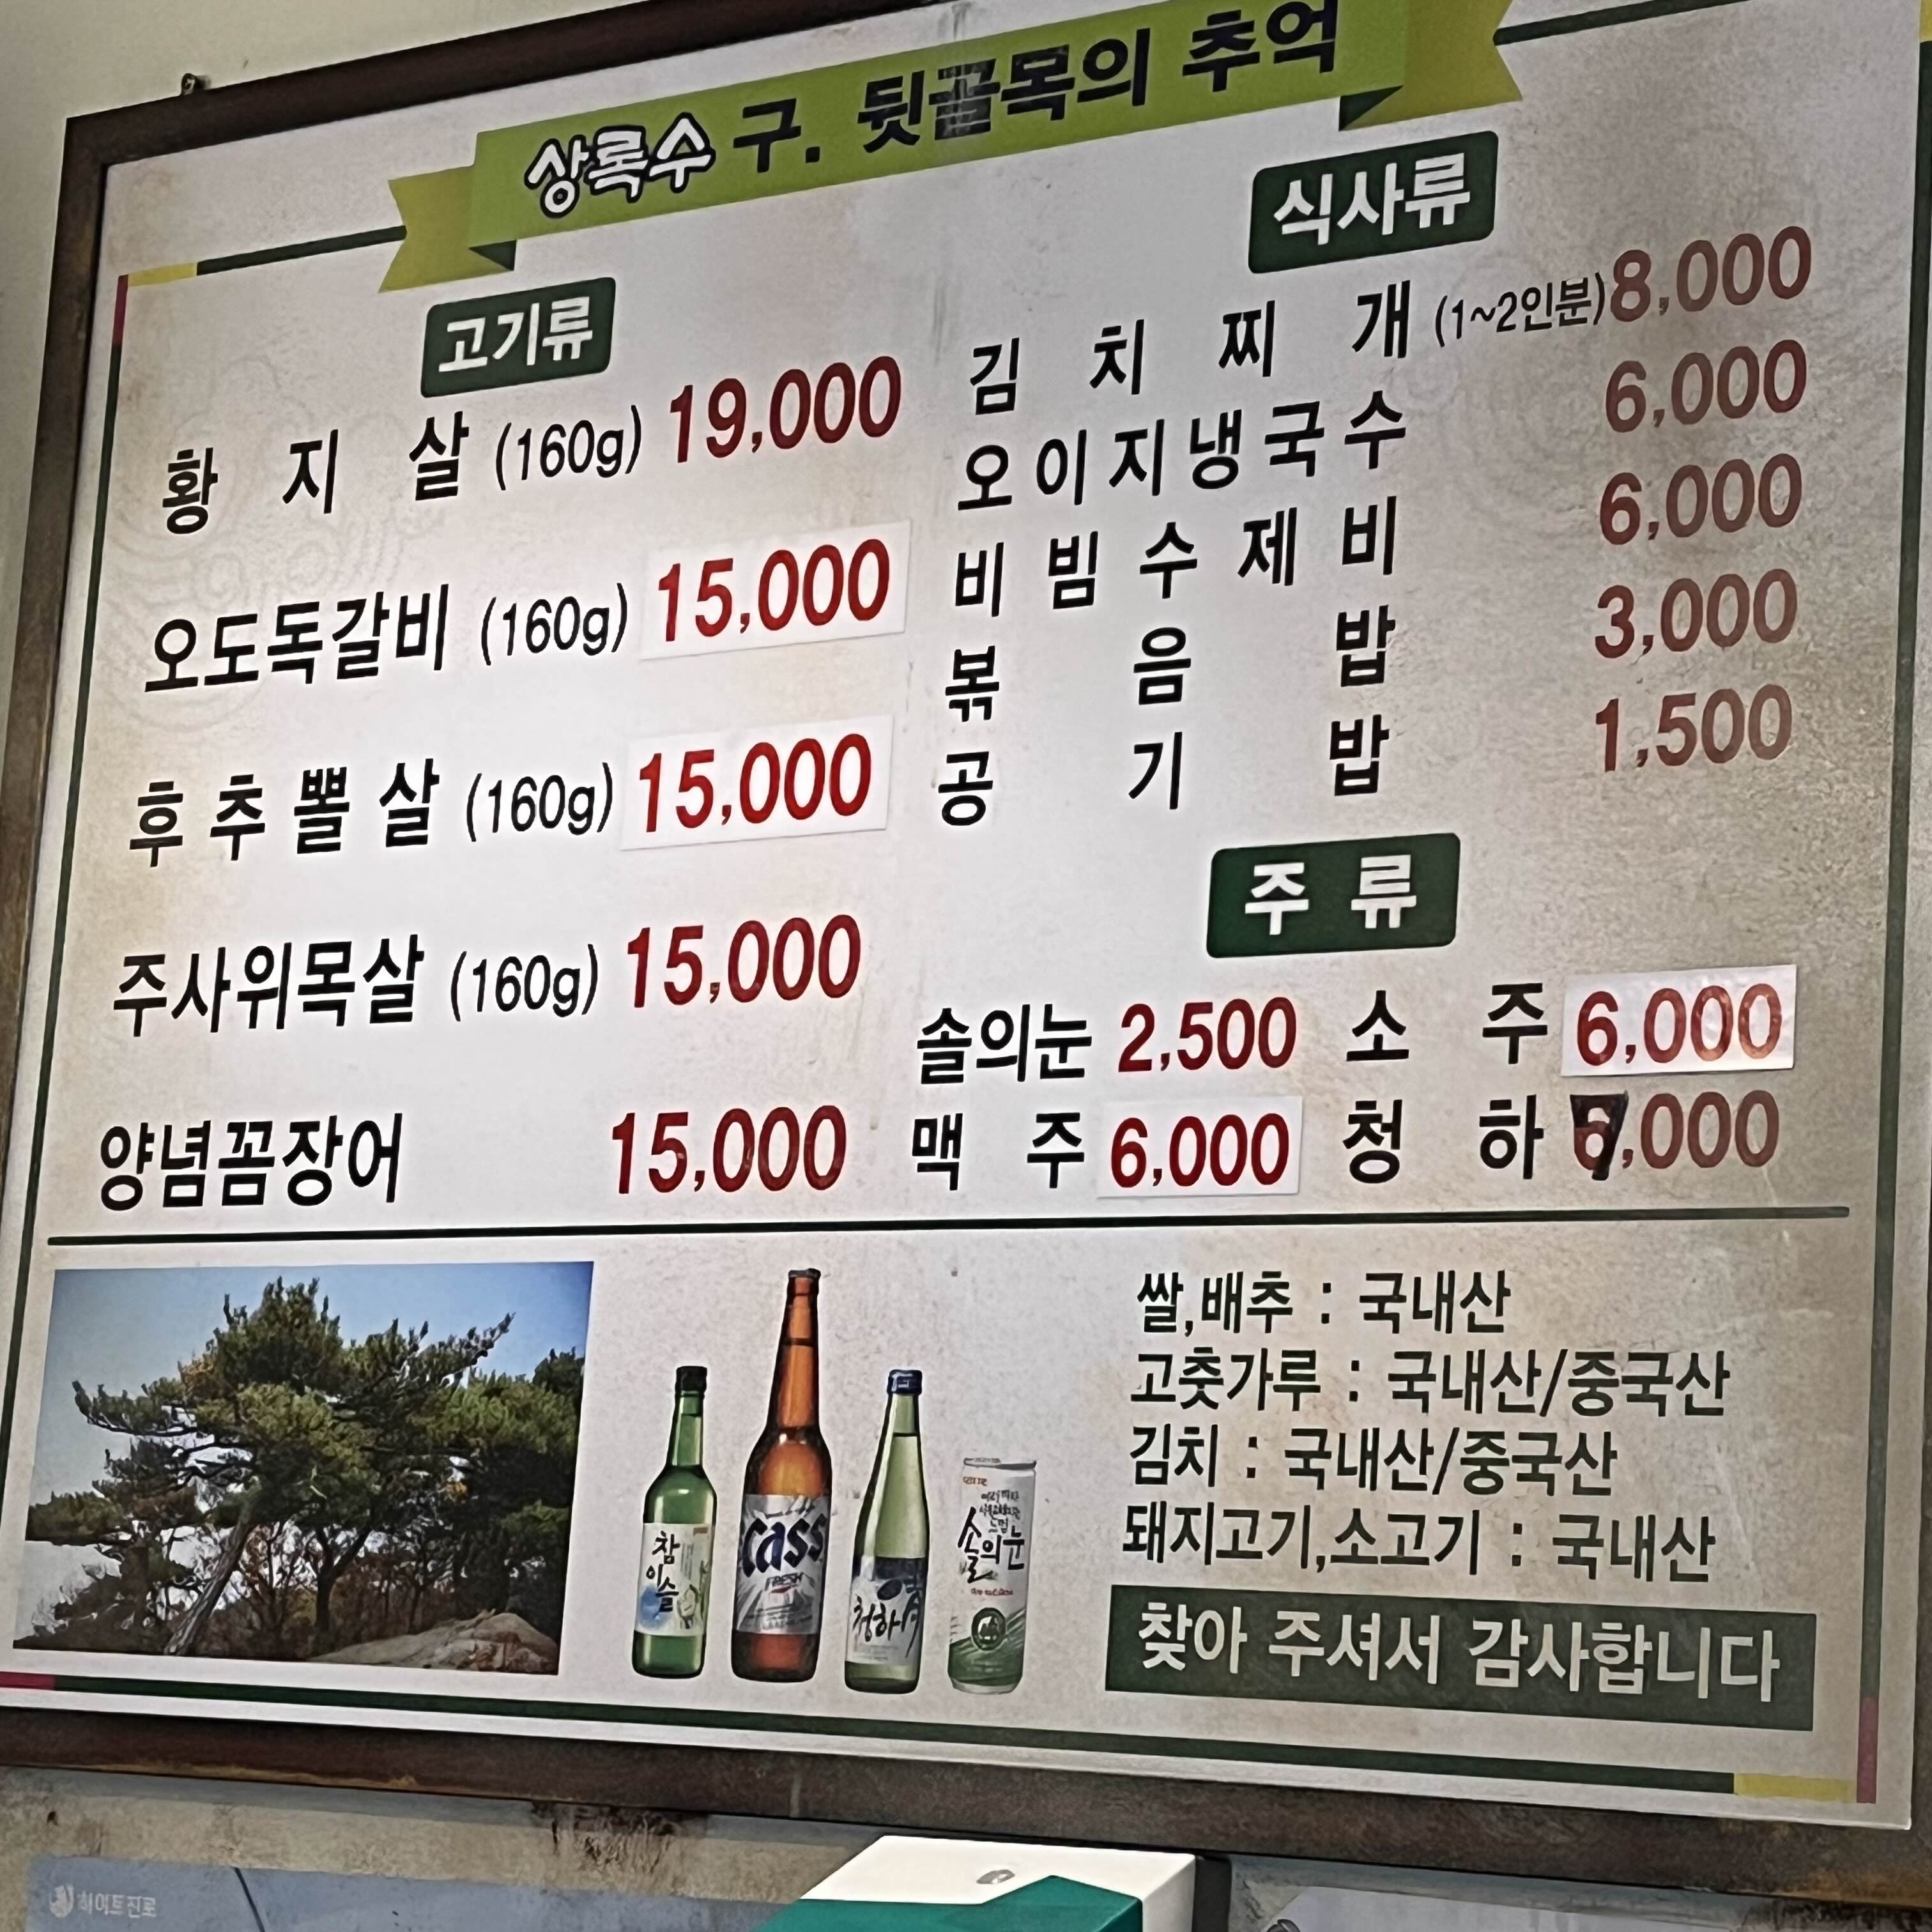 상록수 구. 뒷골목의 추억
고기류
황지살 (160g) 19,000
오도독갈비 (160g) 15,000
후추뽈살 (160g) 15,000
주사위목살 (160g) 15,000
양념꼼장어 15,000
식사류
김치찌개 (1~2인분) 8,000
오이지냉국수 6,000
비빔수제비 6,000
볶음밥 3,000
공기밥 1,500
주류
솔의눈 2,500 소주 6,000
맥주 6,000 청하 7,000
참이슬
cass
FRESH
청하
솔의눈
쌀,배추 : 국내산
고춧가루 : 국내산/중국산
김치 : 국내산/중국산
돼지고기,소고기 : 국내산
찾아 주셔서 감사합니다
하이트진로